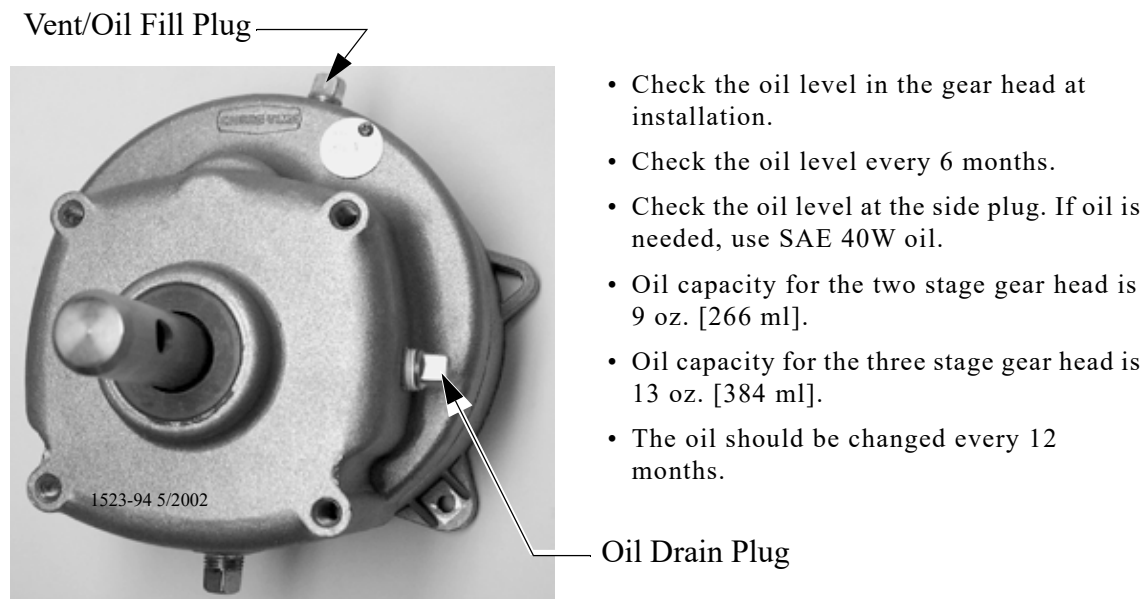 Vent/Oil Fill Plug
• Check the oil level in the gear head at
installation.
• Check the oil level every 6 months.
• Check the oil level at the side plug. If oil is
needed, use SAE 40W oil.
• Oil capacity for the two stage gear head is
9 oz. [266 ml].
• Oil capacity for the three stage gear head is
13 oz. [384 ml].
• The oil should be changed every 12
months.
1523-94 5/2002
Oil Drain Plug